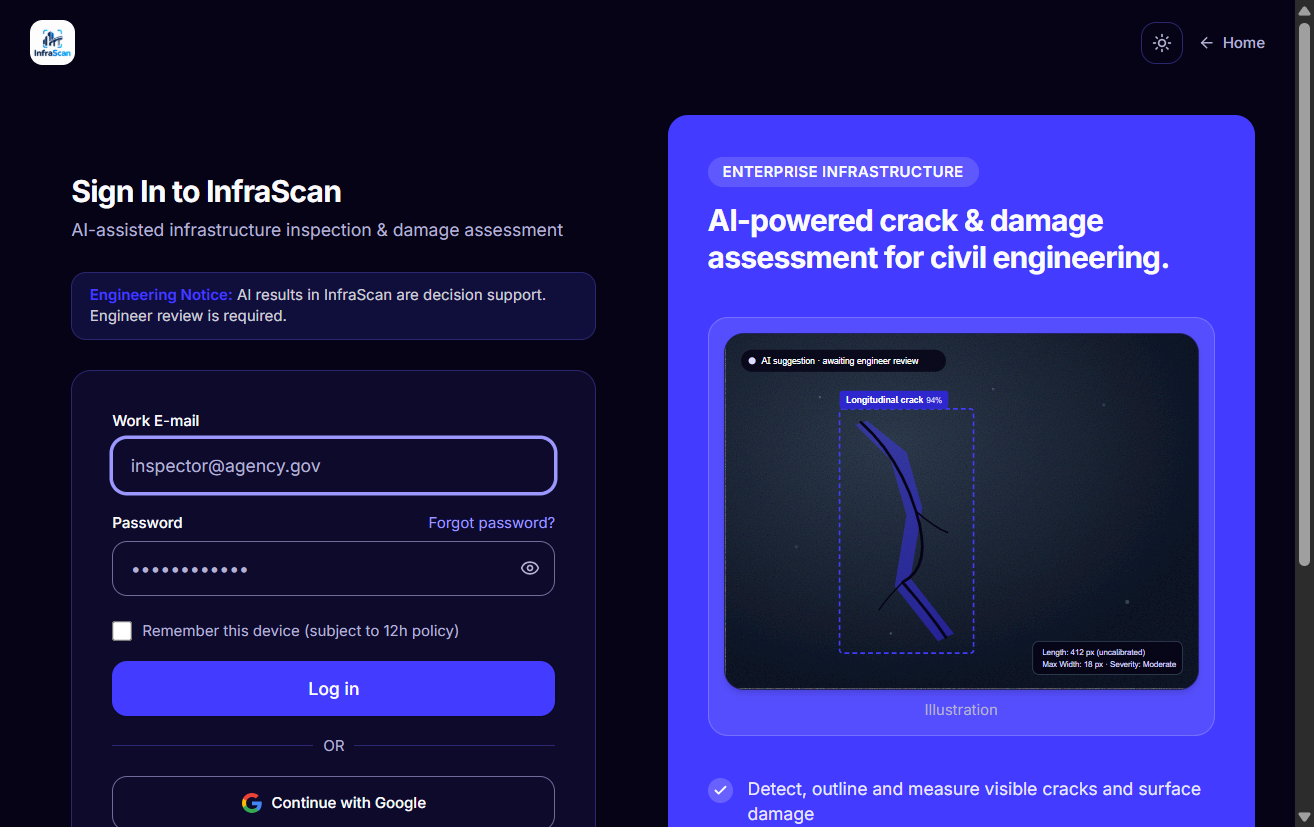 InfraScan
Home
Sign In to InfraScan
AI-assisted infrastructure inspection & damage assessment
Engineering Notice: AI results in InfraScan are decision support.
Engineer review is required.
Work E-mail
inspector@agency.gov
Password
Forgot password?
••••••••••••
Remember this device (subject to 12h policy)
Log in
OR
Continue with Google
ENTERPRISE INFRASTRUCTURE
AI-powered crack & damage
assessment for civil engineering.
AI suggestion · awaiting engineer review
Longitudinal crack 94%
Length: 412 px (uncalibrated)
Max Width: 18 px · Severity: Moderate
Illustration
Detect, outline and measure visible cracks and surface
damage